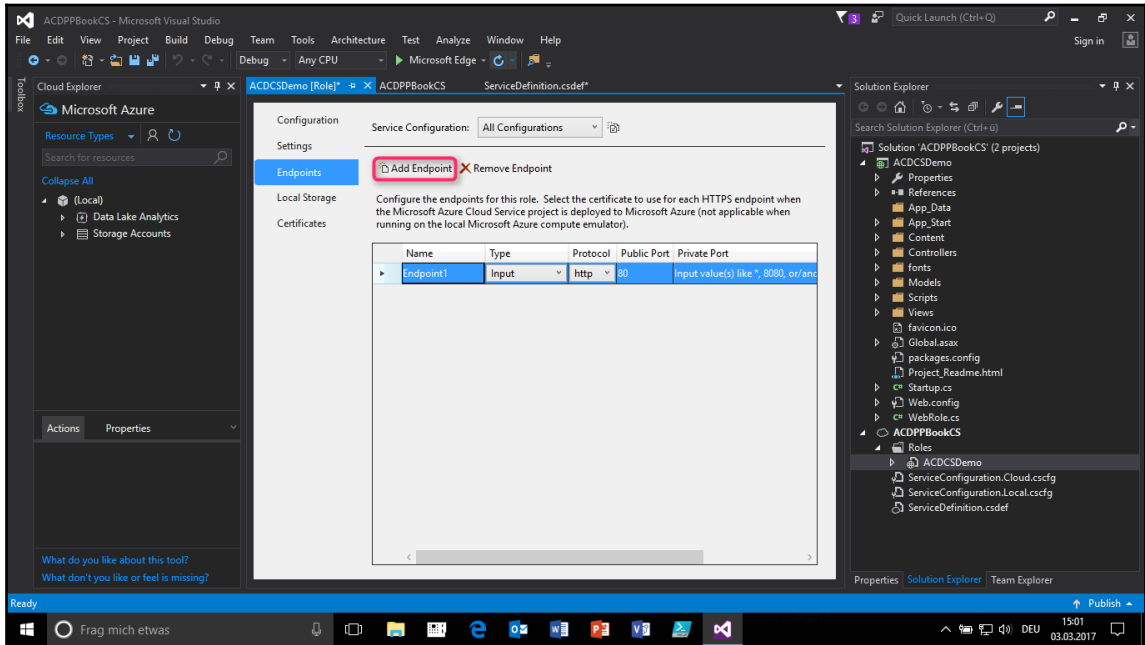 ACDPPBookCS - Microsoft Visual Studio
3
Quick Launch (Ctrl+Q)
File Edit View Project Build Debug Team Tools Architecture Test Analyze Window Help
Sign in
Debug Any CPU Microsoft Edge
Toolbox
Cloud Explorer
Microsoft Azure
Resource Types
Search for resources
Collapse All
(Local)
Data Lake Analytics
Storage Accounts
Actions Properties
What do you like about this tool?
What don't you like or feel is missing?
ACDCSDemo [Role]* ACDPPBookCS ServiceDefinition.csdef*
Configuration
Settings
Endpoints
Local Storage
Certificates
Service Configuration: All Configurations
Add Endpoint Remove Endpoint
Configure the endpoints for this role. Select the certificate to use for each HTTPS endpoint when
the Microsoft Azure Cloud Service project is deployed to Microsoft Azure (not applicable when
running on the local Microsoft Azure compute emulator).
Name Type Protocol Public Port Private Port
Endpoint1 Input http 80 Input value(s) like *, 8080, or/and
Solution Explorer
Search Solution Explorer (Ctrl+ü)
Solution 'ACDPPBookCS' (2 projects)
ACDCSDemo
Properties
References
App_Data
App_Start
Content
Controllers
fonts
Models
Scripts
Views
favicon.ico
Global.asax
packages.config
Project_Readme.html
C# Startup.cs
Web.config
C# WebRole.cs
ACDPPBookCS
Roles
ACDCSDemo
ServiceConfiguration.Cloud.cscfg
ServiceConfiguration.Local.cscfg
ServiceDefinition.csdef
Properties Solution Explorer Team Explorer
Ready
Publish
Frag mich etwas
DEU
15:01
03.03.2017